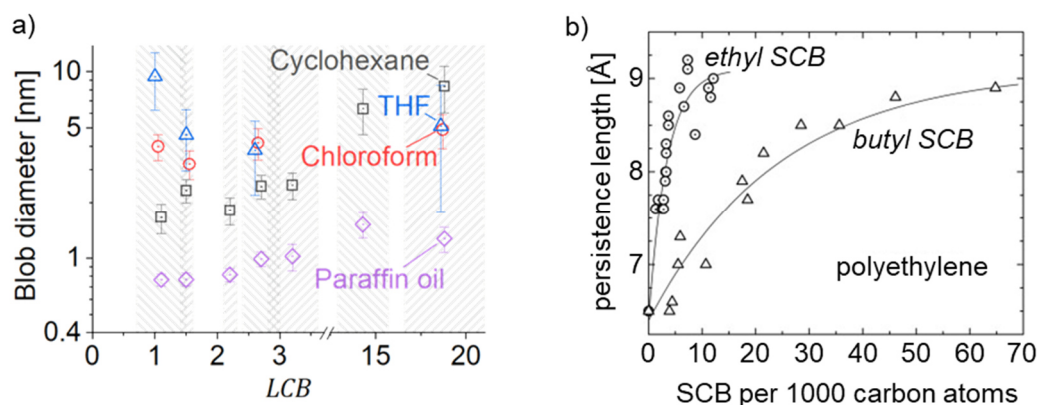 a)
Blob diameter [nm]
10
5
1
0.4
0
1
2
3
15
20
LCB
Cyclohexane
THF
Chloroform
Paraffin oil
b)
persistence length [Å]
9
8
7
0
10
20
30
40
50
60
70
SCB per 1000 carbon atoms
ethyl SCB
butyl SCB
polyethylene